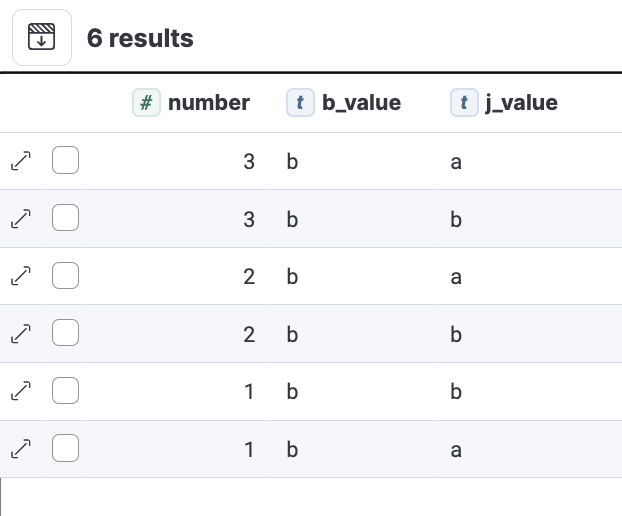 6 results
# number t b_value t j_value
3 b a
3 b b
2 b a
2 b b
1 b b
1 b a